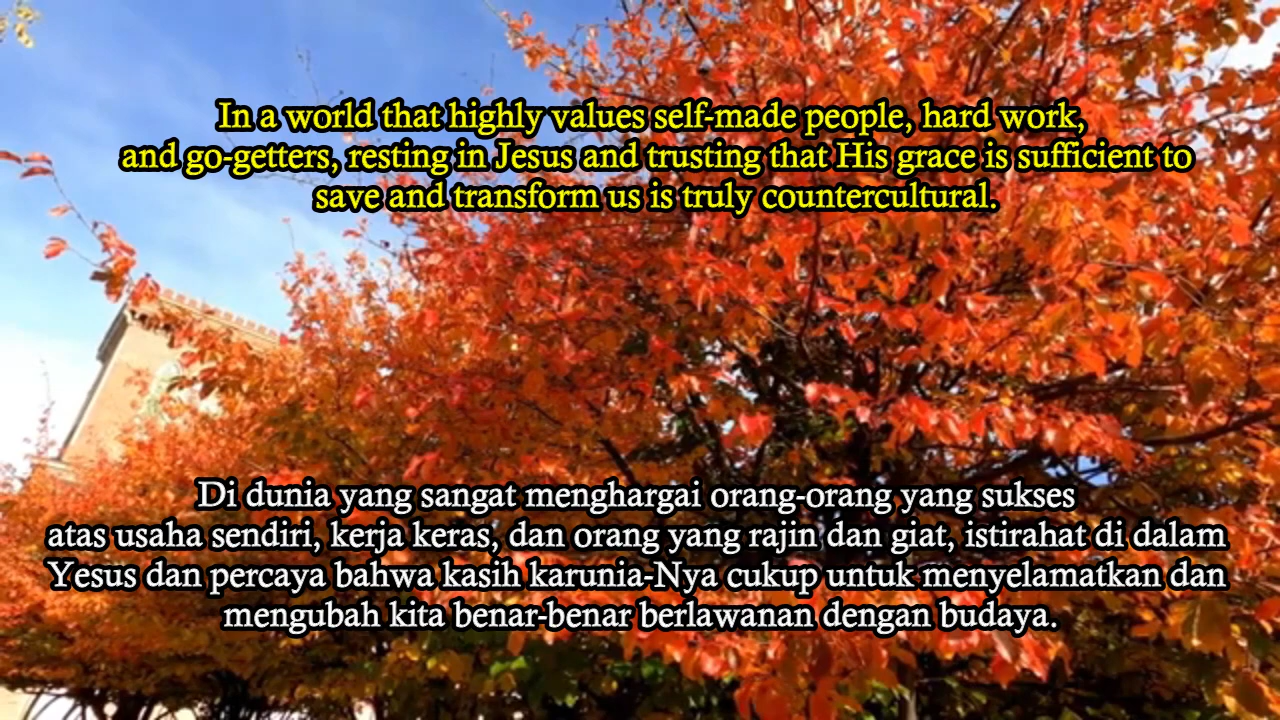 In a world that highly values self-made people, hard work,
and go-getters, resting in Jesus and trusting that His grace is sufficient to
save and transform us is truly countercultural.
Di dunia yang sangat menghargai orang-orang yang sukses
atas usaha sendiri, kerja keras, dan orang yang rajin dan giat, istirahat di dalam
Yesus dan percaya bahwa kasih karunia-Nya cukup untuk menyelamatkan dan
mengubah kita benar-benar berlawanan dengan budaya.